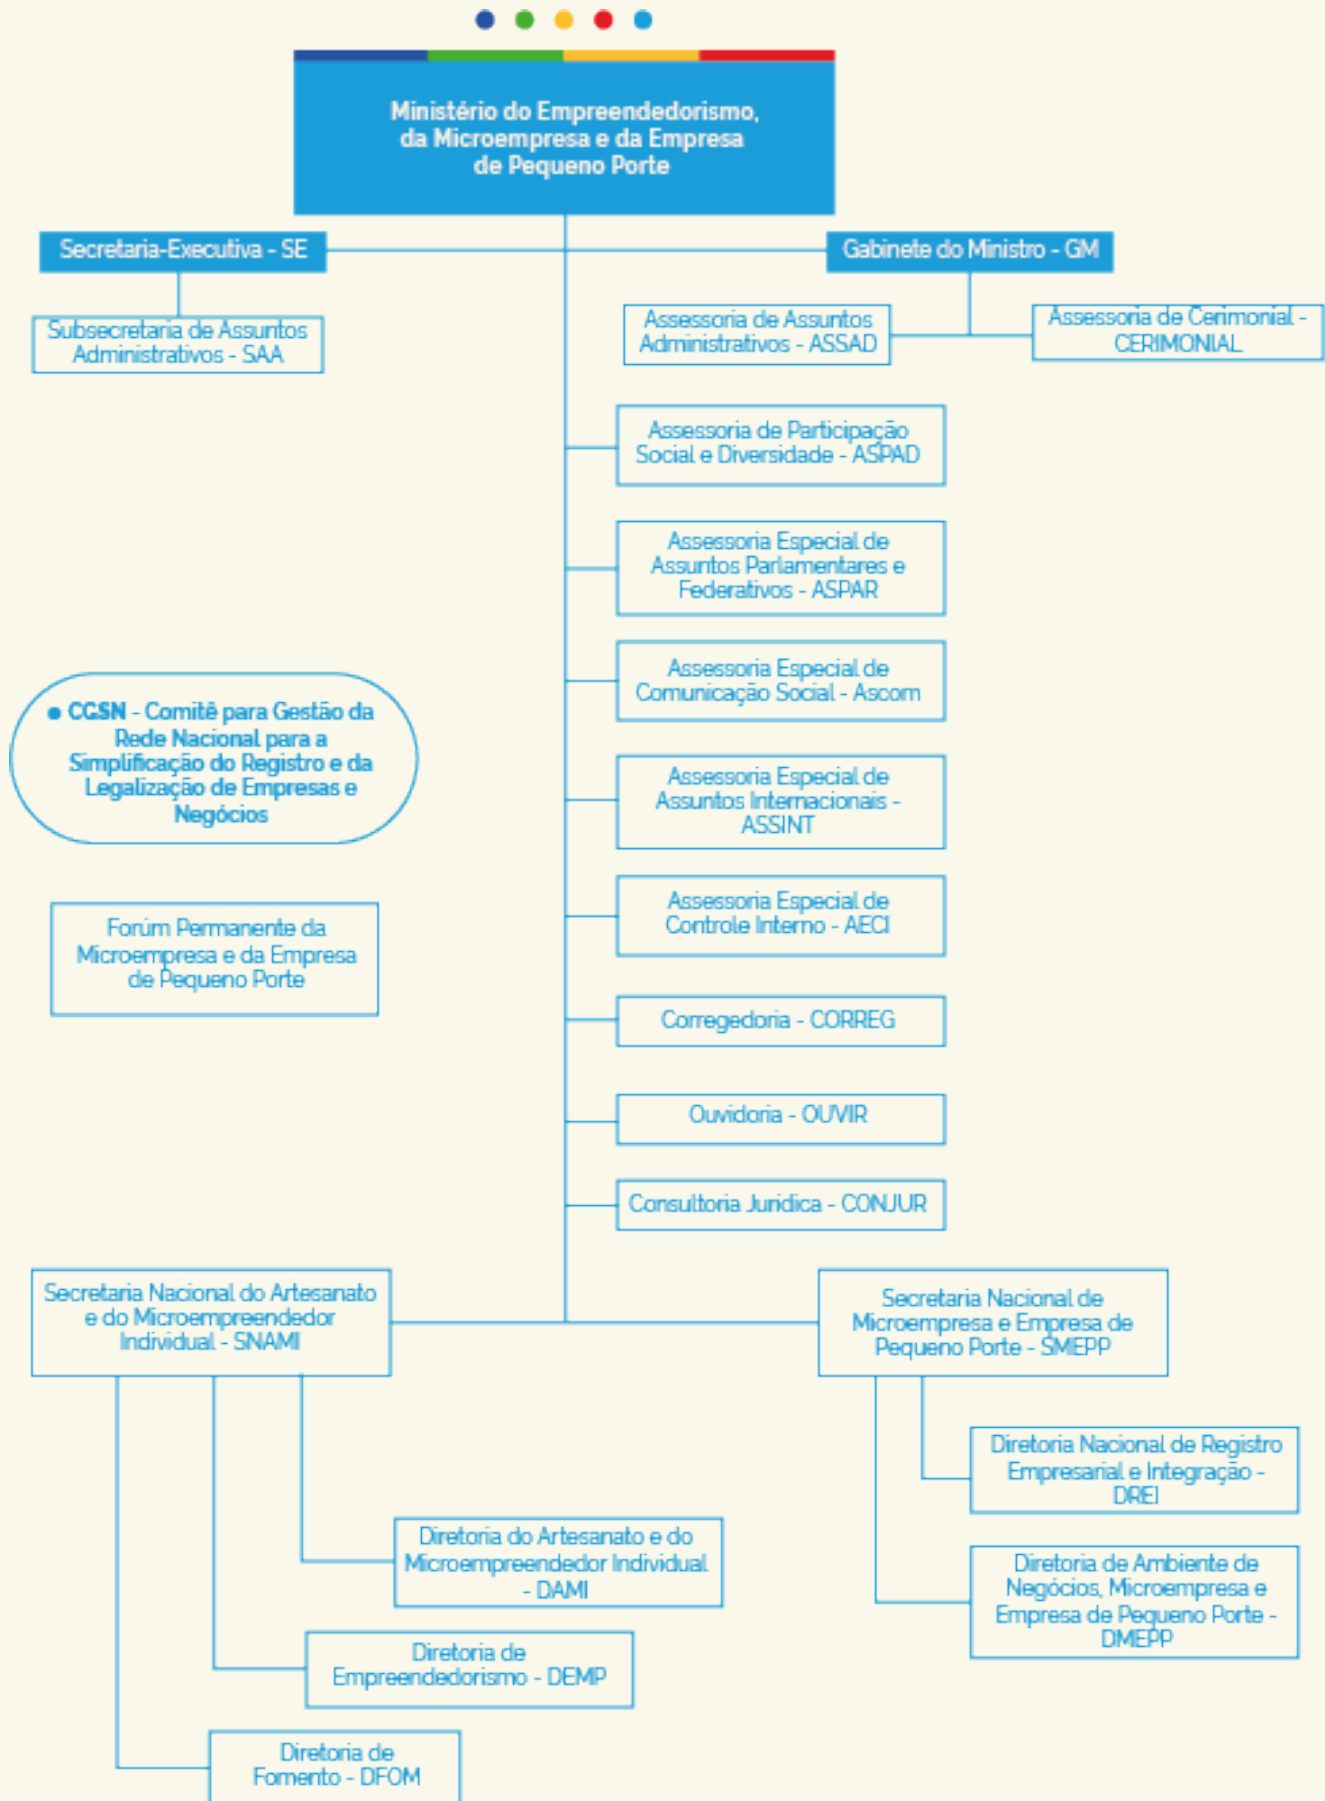 Ministério do Empreendedorismo,
da Microempresa e da Empresa
de Pequeno Porte
Secretaria-Executiva - SE
Gabinete do Ministro - GM
Subsecretaria de Assuntos
Administrativos - SAA
Assessoria de Assuntos
Administrativos - ASSAD
Assessoria de Cerimonial -
CERIMONIAL
Assessoria de Participação
Social e Diversidade - ASPAD
Assessoria Especial de
Assuntos Parlamentares e
Federativos - ASPAR
Assessoria Especial de
Comunicação Social - Ascom
• CGSN - Comitê para Gestão da
Rede Nacional para a
Simplificação do Registro e da
Legalização de Empresas e
Negócios
Assessoria Especial de
Assuntos Internacionais -
ASSINT
Assessoria Especial de
Controle Interno - AECI
Forúm Permanente da
Microempresa e da Empresa
de Pequeno Porte
Corregedoria - CORREG
Ouvidoria - OUVIR
Consultoria Jurídica - CONJUR
Secretaria Nacional do Artesanato
e do Microempreendedor
Individual - SNAMI
Secretaria Nacional de
Microempresa e Empresa de
Pequeno Porte - SMEPP
Diretoria Nacional de Registro
Empresarial e Integração -
DREI
Diretoria do Artesanato e do
Microempreendedor Individual
- DAMI
Diretoria de Ambiente de
Negócios, Microempresa e
Empresa de Pequeno Porte -
DMEPP
Diretoria de
Empreendedorismo - DEMP
Diretoria de
Fomento - DFOM